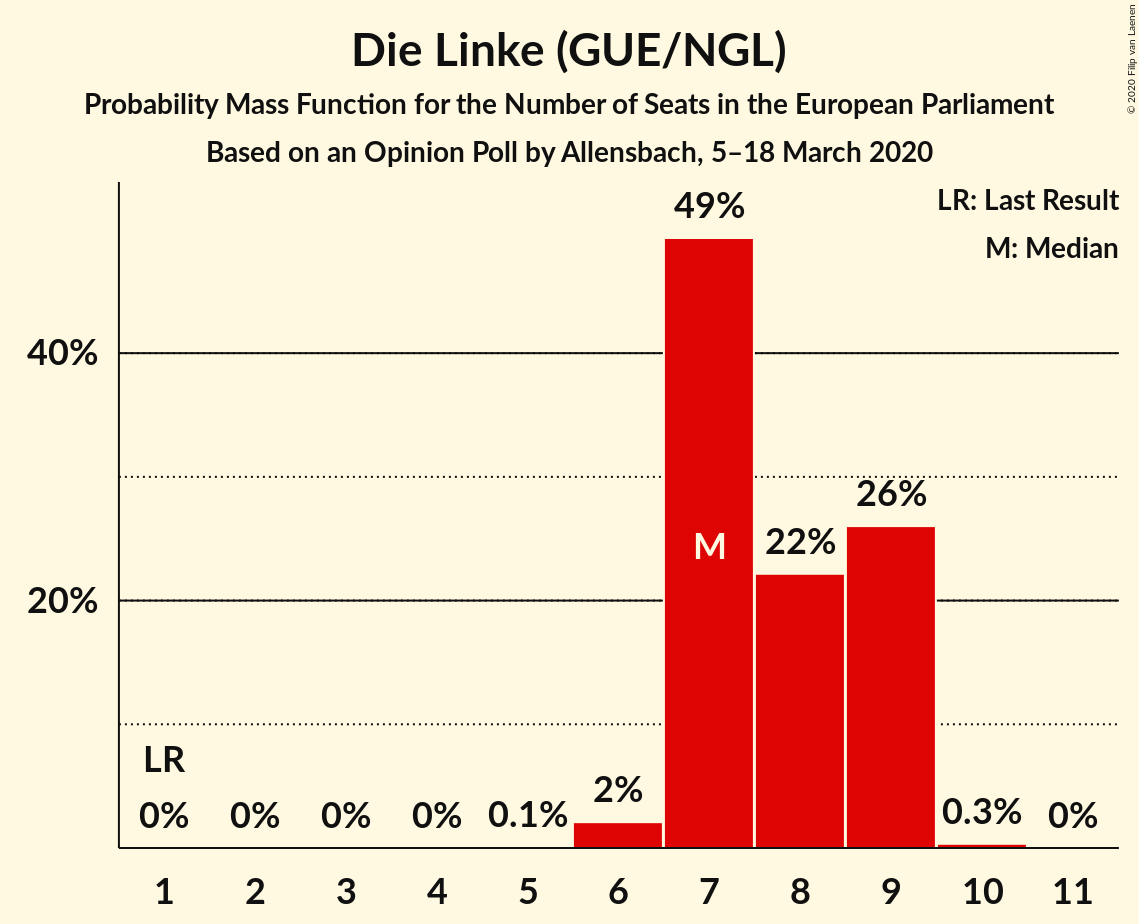 Die Linke (GUE/NGL)
Probability Mass Function for the Number of Seats in the European Parliament
Based on an Opinion Poll by Allensbach, 5–18 March 2020
© 2020 Filip van Laenen
LR: Last Result
M: Median
49%
40%
26%
22%
M
20%
LR
0%
0%
0%
0%
0.1%
2%
0.3%
0%
1 2 3 4 5 6 7 8 9 10 11